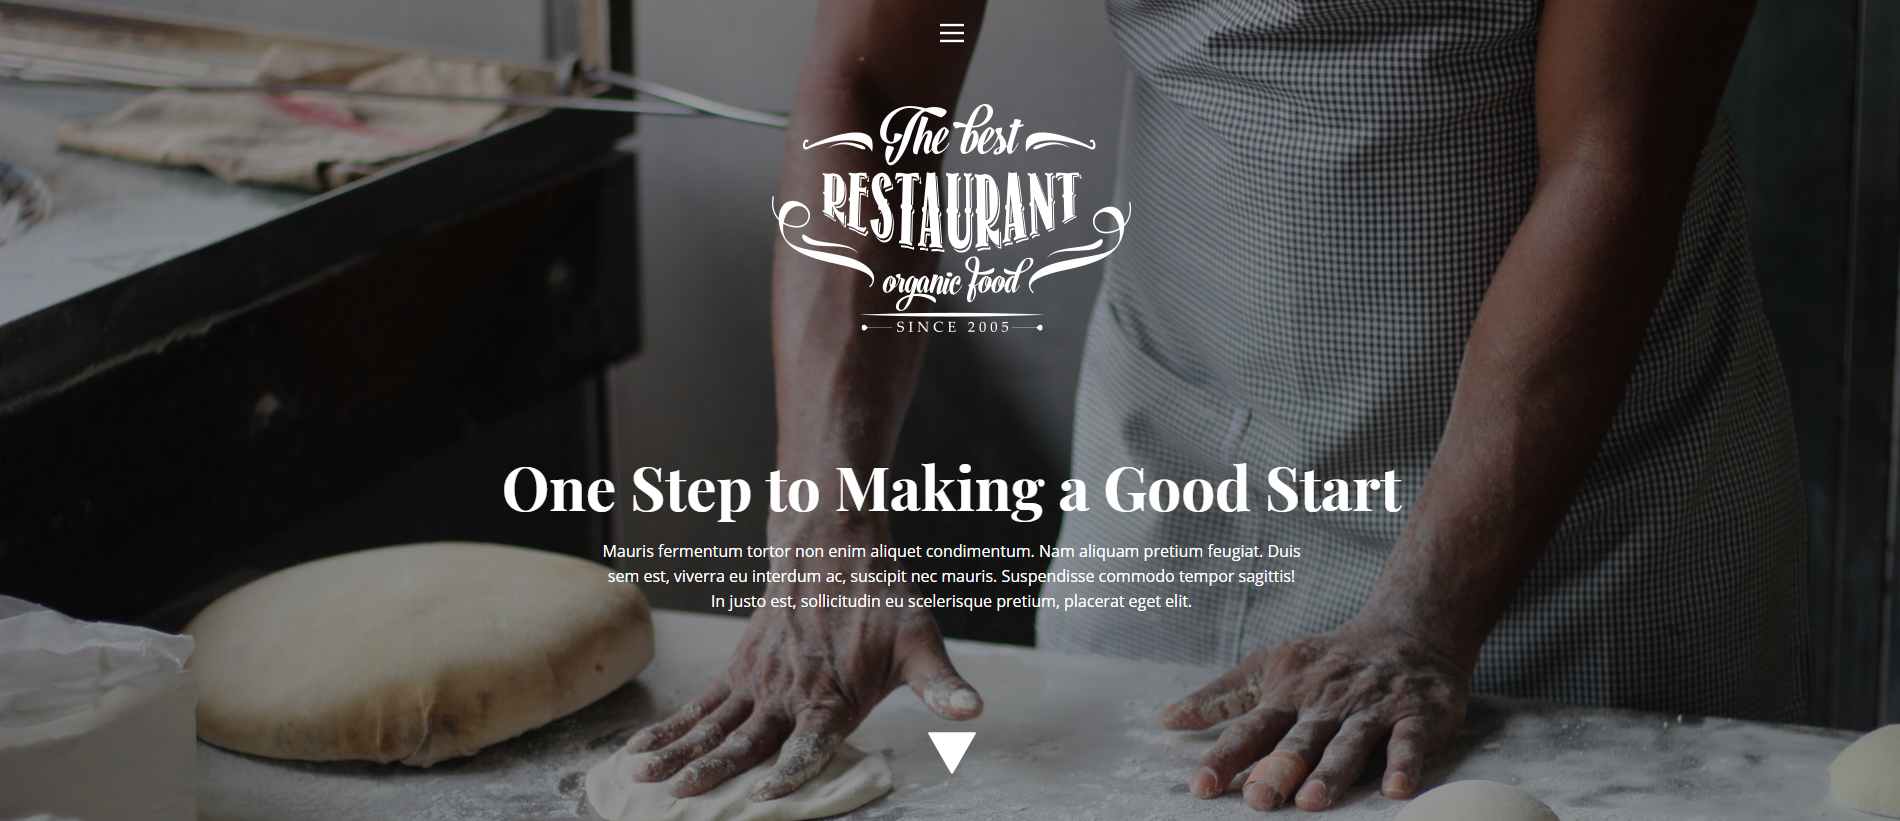 The best
RESTAURANT
organic food
SINCE 2005
One Step to Making a Good Start
Mauris fermentum tortor non enim aliquet condimentum. Nam aliquam pretium feugiat. Duis
sem est, viverra eu interdum ac, suscipit nec mauris. Suspendisse commodo tempor sagittis!
In justo est, sollicitudin eu scelerisque pretium, placerat eget elit.